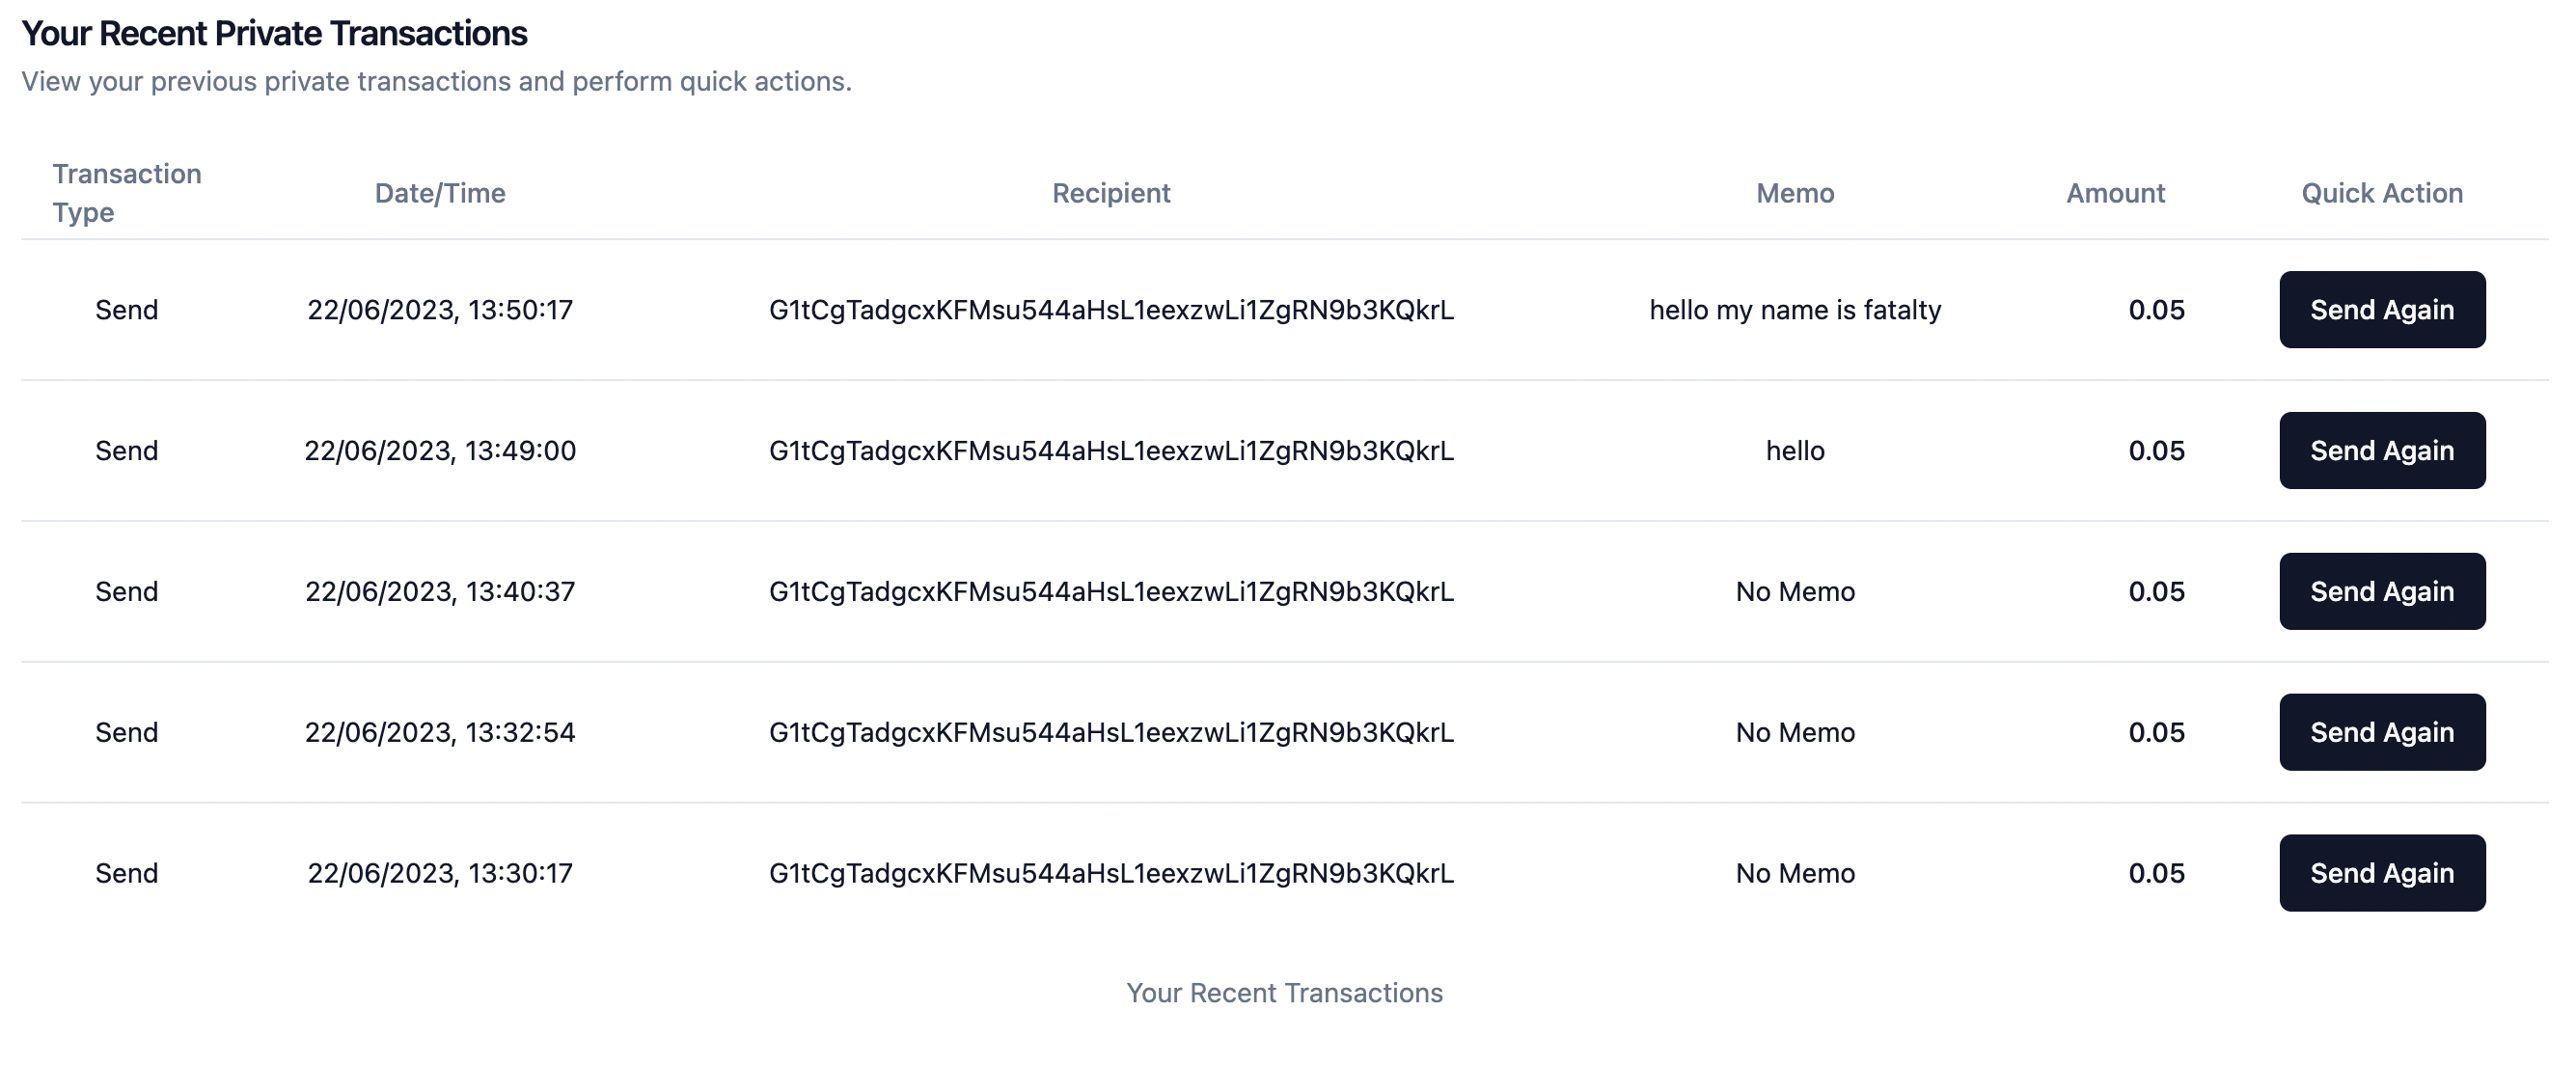 Your Recent Private Transactions
View your previous private transactions and perform quick actions.
Transaction Type Date/Time Recipient Memo Amount Quick Action
Send 22/06/2023, 13:50:17 G1tCgTadgcxKFMsu544aHsL1eexzwLi1ZgRN9b3KQkrL hello my name is fatalty 0.05 Send Again
Send 22/06/2023, 13:49:00 G1tCgTadgcxKFMsu544aHsL1eexzwLi1ZgRN9b3KQkrL hello 0.05 Send Again
Send 22/06/2023, 13:40:37 G1tCgTadgcxKFMsu544aHsL1eexzwLi1ZgRN9b3KQkrL No Memo 0.05 Send Again
Send 22/06/2023, 13:32:54 G1tCgTadgcxKFMsu544aHsL1eexzwLi1ZgRN9b3KQkrL No Memo 0.05 Send Again
Send 22/06/2023, 13:30:17 G1tCgTadgcxKFMsu544aHsL1eexzwLi1ZgRN9b3KQkrL No Memo 0.05 Send Again
Your Recent Transactions